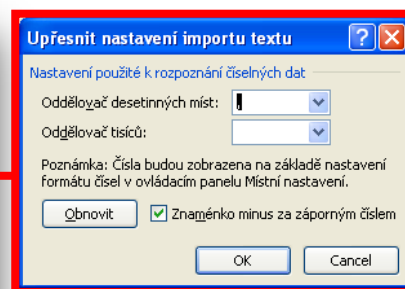 Upřesnit nastavení importu textu
Nastavení použité k rozpoznání číselných dat
Oddělovač desetinných míst:
Oddělovač tisíců:
Poznámka: Čísla budou zobrazena na základě nastavení
formátu čísel v ovládacím panelu Místní nastavení.
Obnovit Znaménko minus za záporným číslem
OK Cancel